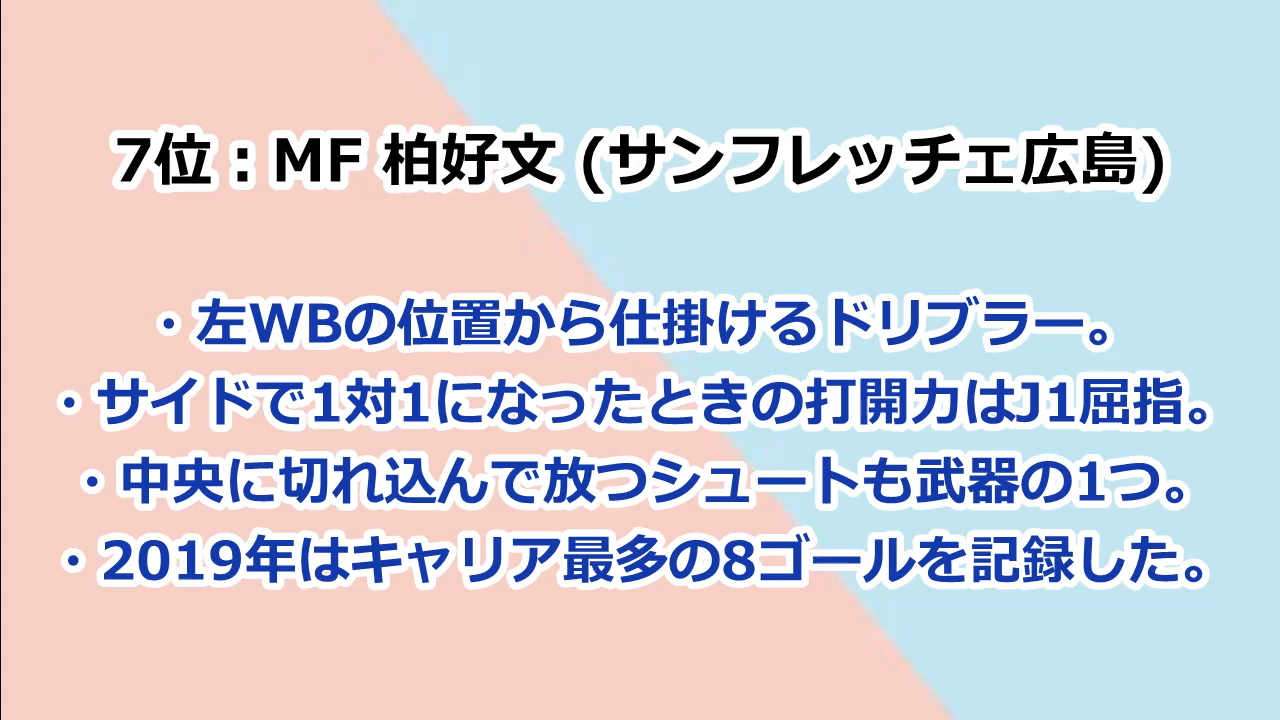 7位：MF 柏好文 (サンフレッチェ広島)
・左WBの位置から仕掛けるドリブラー。
・サイドで1対1になったときの打開力はJ1屈指。
・中央に切れ込んで放つシュートも武器の1つ。
・2019年はキャリア最多の8ゴールを記録した。